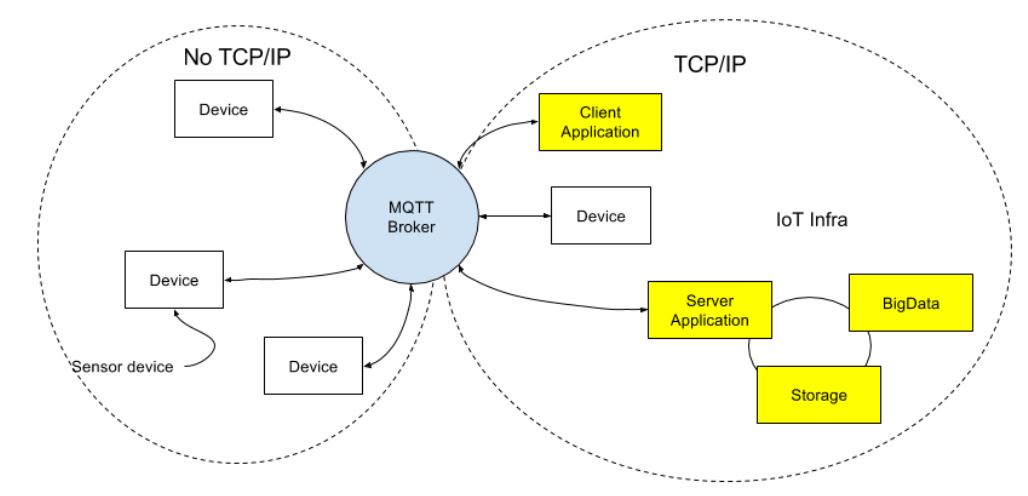 No TCP/IP
TCP/IP
Device
Client
Application
MQTT
Broker
Device
IoT Infra
Device
Server
Application
BigData
Sensor device
Device
Storage